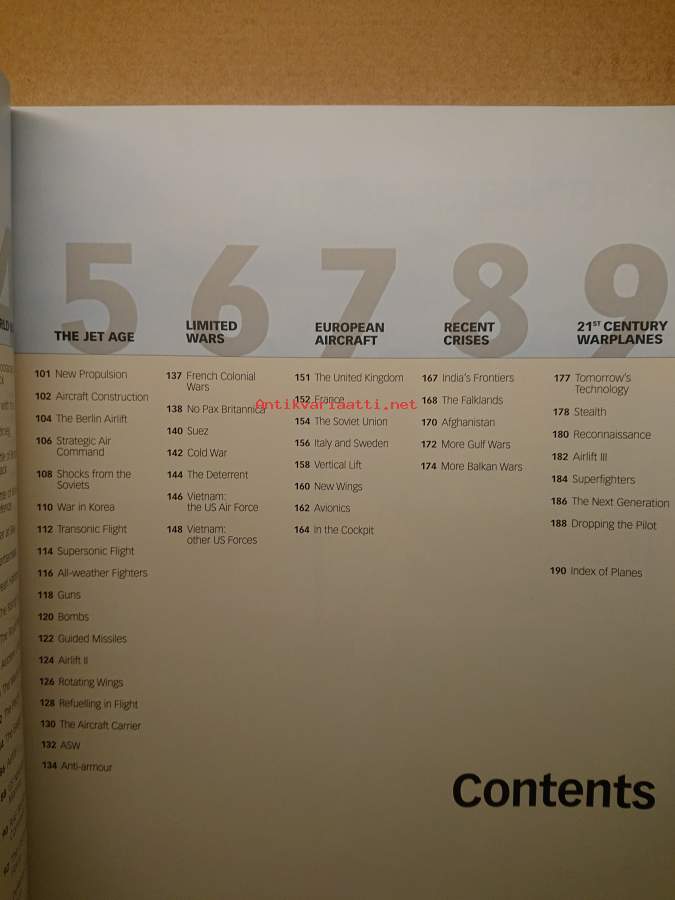 5
THE JET AGE
101 New Propulsion
102 Aircraft Construction
104 The Berlin Airlift
106 Strategic Air
Command
108 Shocks from the
Soviets
110 War in Korea
112 Transonic Flight
114 Supersonic Flight
116 All-weather Fighters
118 Guns
120 Bombs
122 Guided Missiles
124 Airlift II
126 Rotating Wings
128 Refuelling in Flight
130 The Aircraft Carrier
132 ASW
134 Anti-armour
6
LIMITED
WARS
137 French Colonial
Wars
138 No Pax Britannica
140 Suez
142 Cold War
144 The Deterrent
146 Vietnam:
the US Air Force
148 Vietnam:
other US Forces
7
EUROPEAN
AIRCRAFT
151 The United Kingdom
152 France
154 The Soviet Union
156 Italy and Sweden
158 Vertical Lift
160 New Wings
162 Avionics
164 In the Cockpit
8
RECENT
CRISES
167 India's Frontiers
168 The Falklands
170 Afghanistan
172 More Gulf Wars
174 More Balkan Wars
9
21ST CENTURY
WARPLANES
177 Tomorrow's
Technology
178 Stealth
180 Reconnaissance
182 Airlift III
184 Superfighters
186 The Next Generation
188 Dropping the Pilot
190 Index of Planes
Contents
Antikvariaatti.net